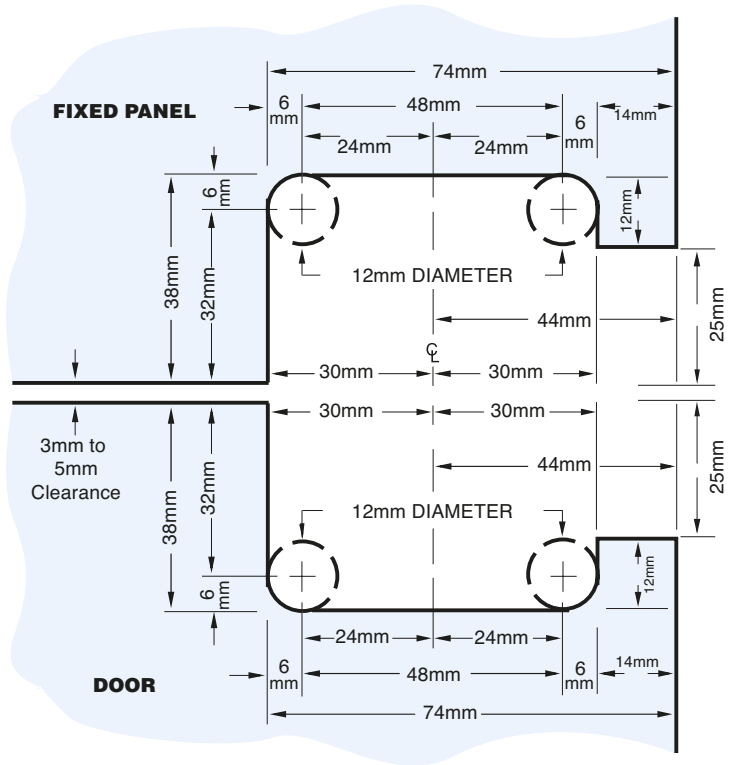 74mm
FIXED PANEL
6
mm
48mm
6
mm
14mm
24mm
24mm
6
mm
12mm
38mm
32mm
12mm DIAMETER
44mm
25mm
℄
30mm
30mm
30mm
30mm
3mm to
5mm
Clearance
44mm
25mm
38mm
32mm
12mm DIAMETER
6
mm
12mm
24mm
24mm
DOOR
6
mm
48mm
6
mm
14mm
74mm